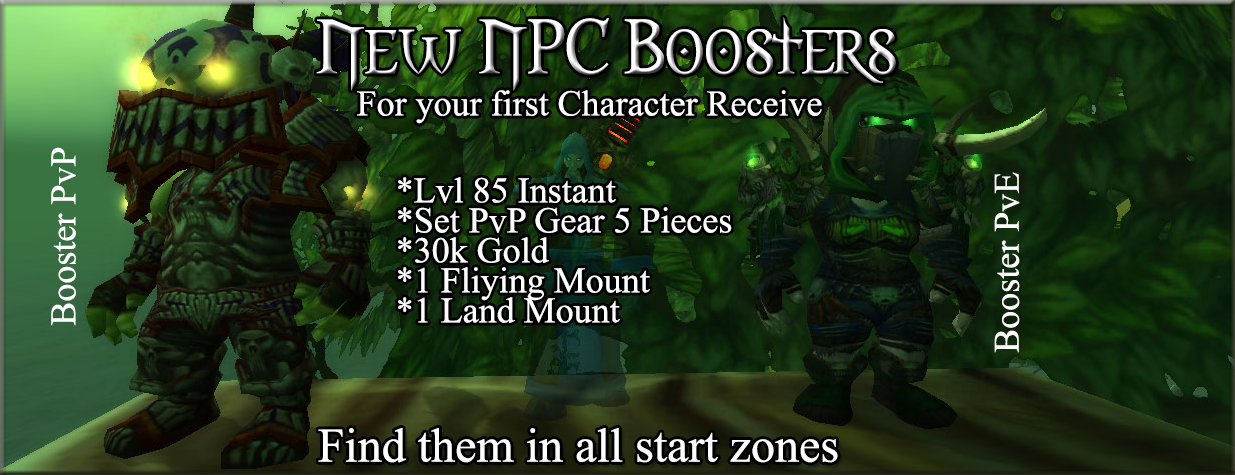 New NPC Boosters
For your first Character Receive
Booster PvP
*Lvl 85 Instant
*Set PvP Gear 5 Pieces
*30k Gold
*1 Fliying Mount
*1 Land Mount
Booster PvE
Find them in all start zones